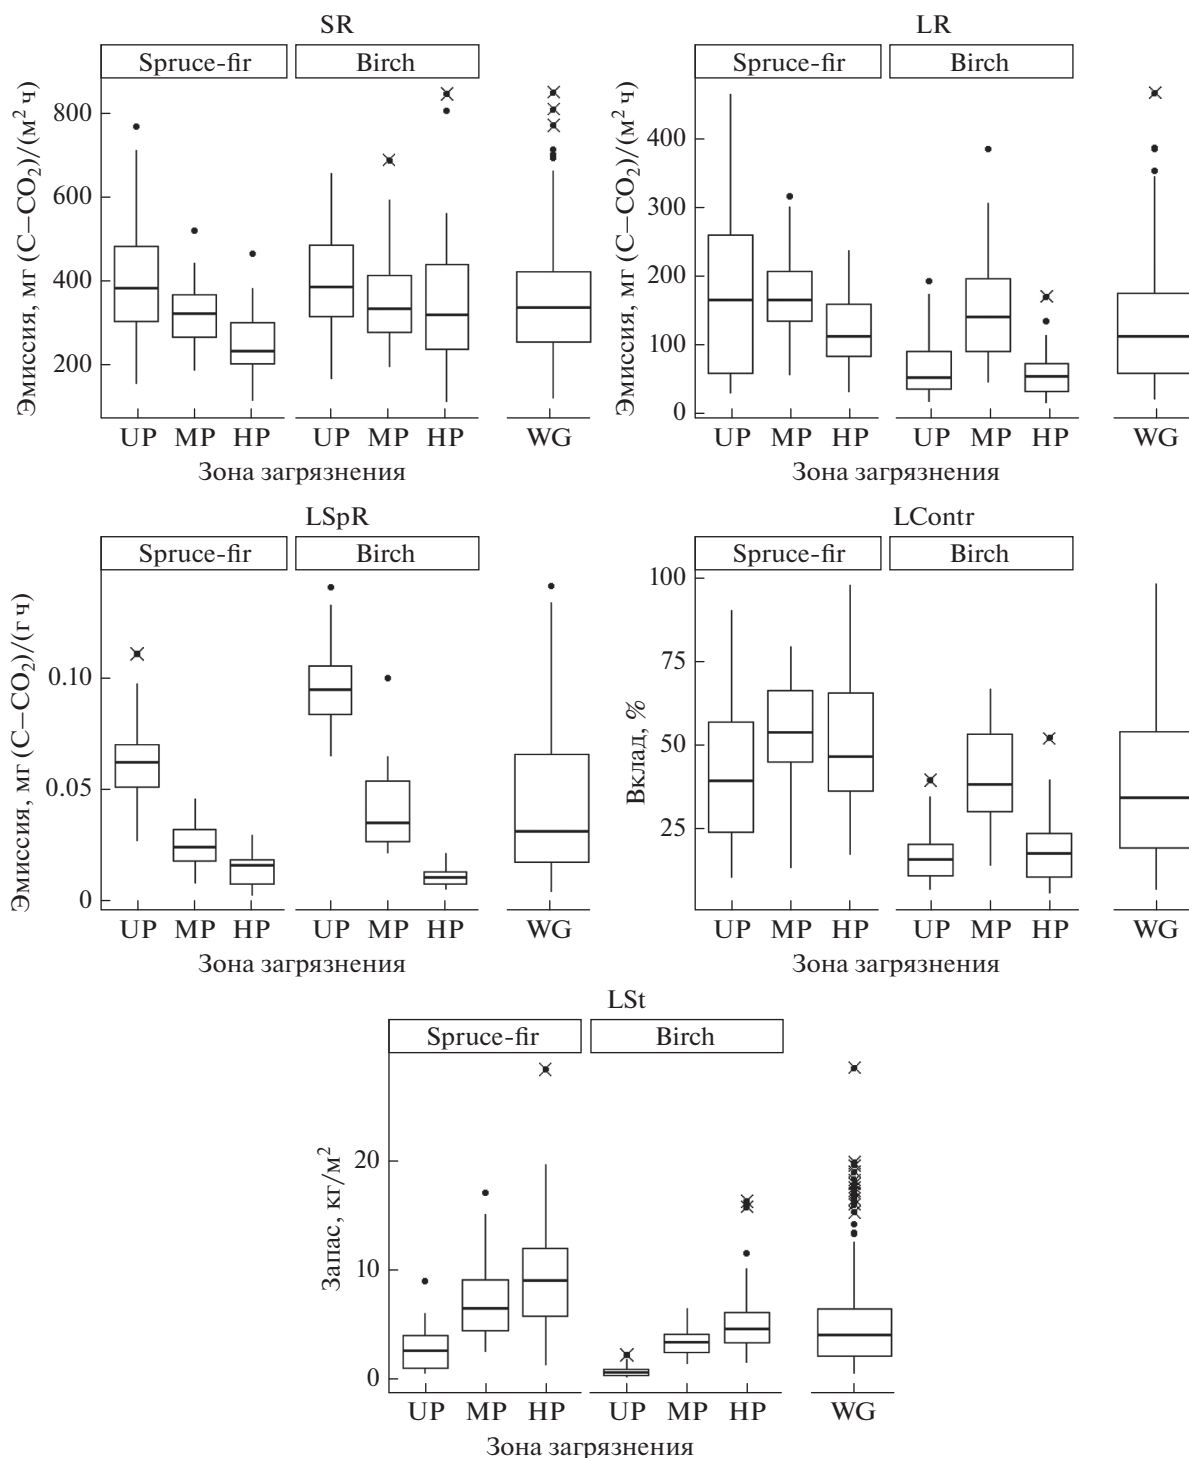 SR
Spruce-fir Birch
Эмиссия, мг (C–CO₂)/(м² ч)
800
600
400
200
UP MP HP UP MP HP WG
Зона загрязнения
LR
Spruce-fir Birch
Эмиссия, мг (C–CO₂)/(м² ч)
400
300
200
100
0
UP MP HP UP MP HP WG
Зона загрязнения
LSpR
Spruce-fir Birch
Эмиссия, мг (C–CO₂)/(г ч)
0.10
0.05
0
UP MP HP UP MP HP WG
Зона загрязнения
LContr
Spruce-fir Birch
Вклад, %
100
75
50
25
UP MP HP UP MP HP WG
Зона загрязнения
LSt
Spruce-fir Birch
Запас, кг/м²
20
10
0
UP MP HP UP MP HP WG
Зона загрязнения